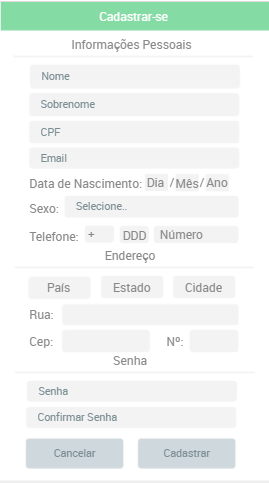 Cadastrar-se
Informações Pessoais
Nome
Sobrenome
CPF
Email
Data de Nascimento: Dia / Mês / Ano
Sexo: Selecione..
Telefone: + DDD Número
Endereço
País Estado Cidade
Rua:
Cep: Nº:
Senha
Senha
Confirmar Senha
Cancelar Cadastrar